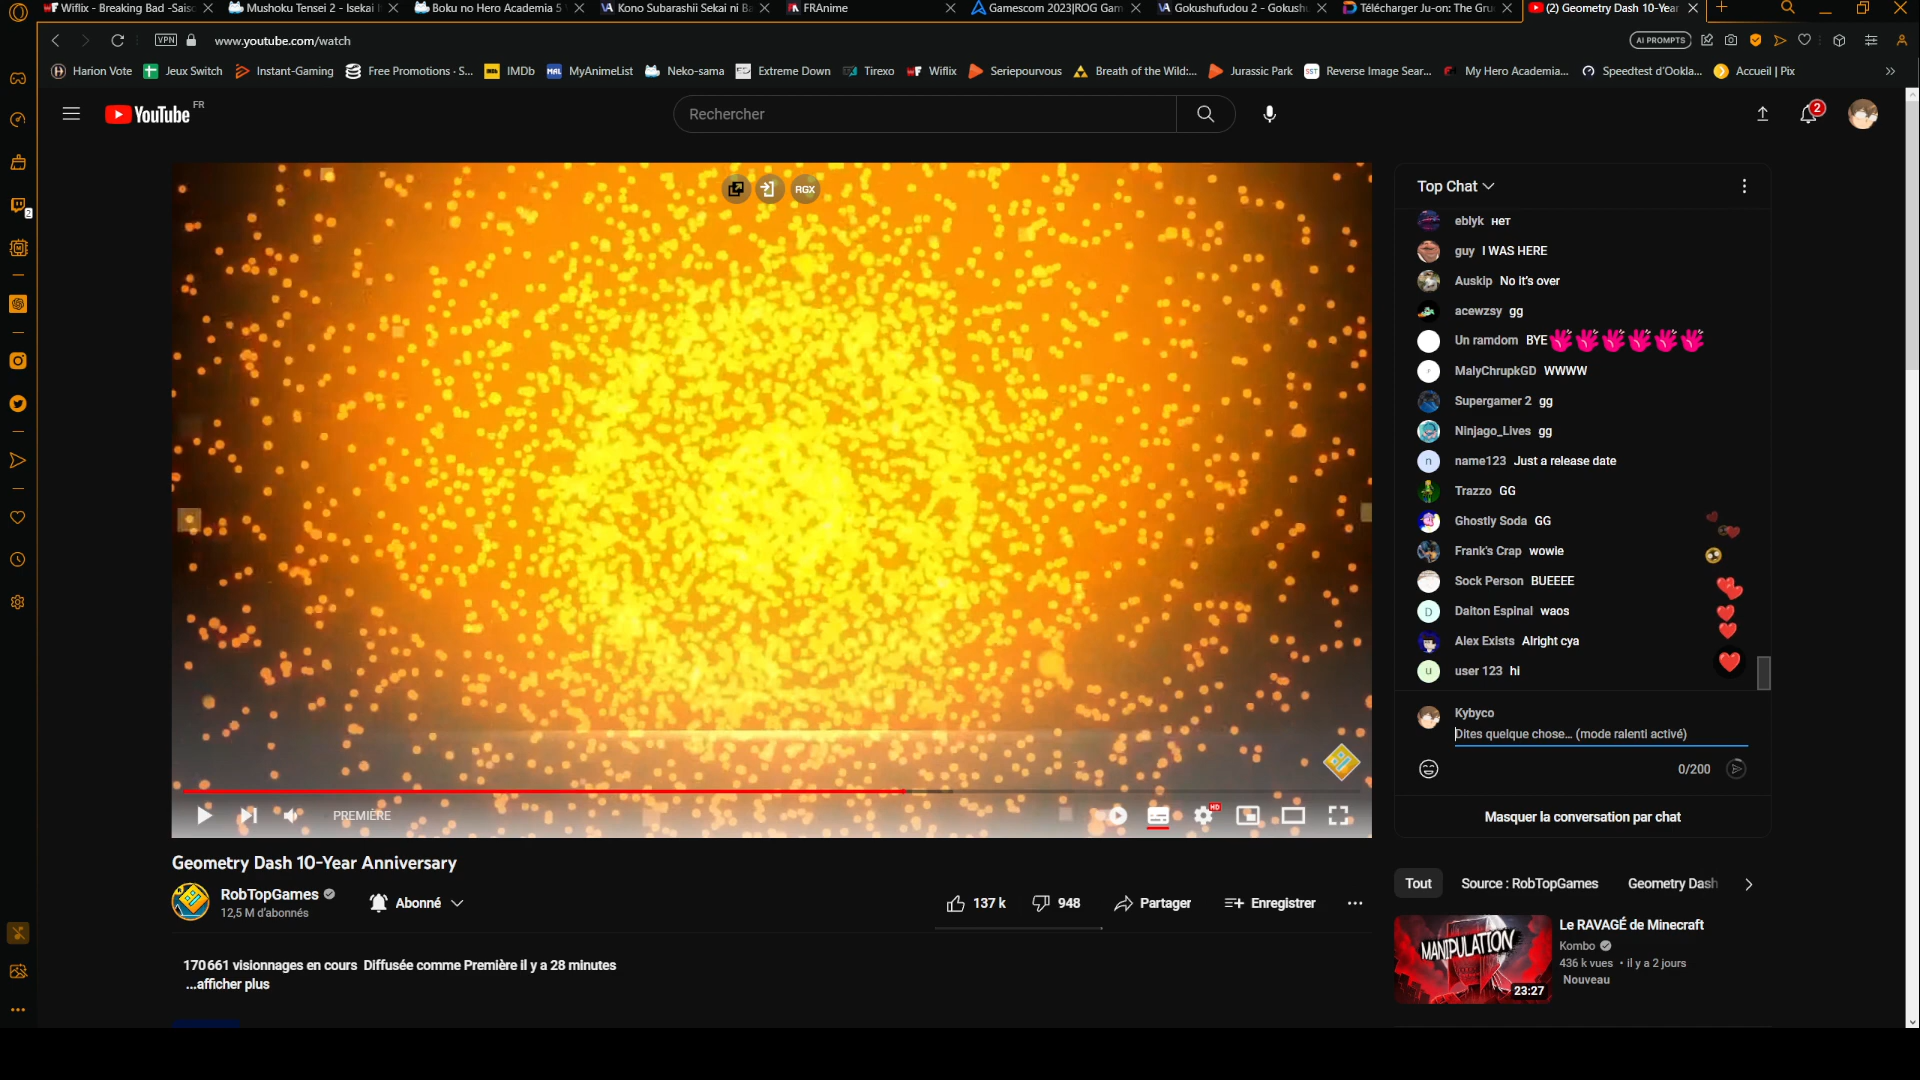 Wiflix - Breaking Bad -Saiso
Mushoku Tensei 2 - Isekai I
Boku no Hero Academia 5
Kono Subarashii Sekai ni B
FRAnime
Gamescom 2023|ROG Gam
Gokushufudou 2 - Gokush
Télécharger Ju-on: The Gru
(2) Geometry Dash 10-Year
VPN
www.youtube.com/watch
AI PROMPTS
Harion Vote
Jeux Switch
Instant-Gaming
Free Promotions · S...
IMDb
MyAnimeList
Neko-sama
Extreme Down
Tirexo
Wiflix
Seriepourvous
Breath of the Wild:...
Jurassic Park
Reverse Image Sear...
My Hero Academia...
Speedtest d'Ookla...
Accueil | Pix
YouTube FR
Rechercher
2
RGX
Top Chat
eblyk нет
guy I WAS HERE
Auskip No it's over
acewzsy gg
Un ramdom BYE
MalyChrupkGD WWWW
Supergamer 2 gg
Ninjago_Lives gg
name123 Just a release date
Trazzo GG
Ghostly Soda GG
Frank's Crap wowie
Sock Person BUEEEE
Dalton Espinal waos
Alex Exists Alright cya
user 123 hi
Kybyco
Dites quelque chose... (mode ralenti activé)
0/200
Masquer la conversation par chat
PREMIÈRE
HD
Geometry Dash 10-Year Anniversary
RobTopGames
12,5 M d'abonnés
Abonné
137 k
948
Partager
Enregistrer
170 661 visionnages en cours Diffusée comme Première il y a 28 minutes
...afficher plus
Tout
Source : RobTopGames
Geometry Dash
MANIPULATION
23:27
Le RAVAGÉ de Minecraft
Kombo
436 k vues • il y a 2 jours
Nouveau